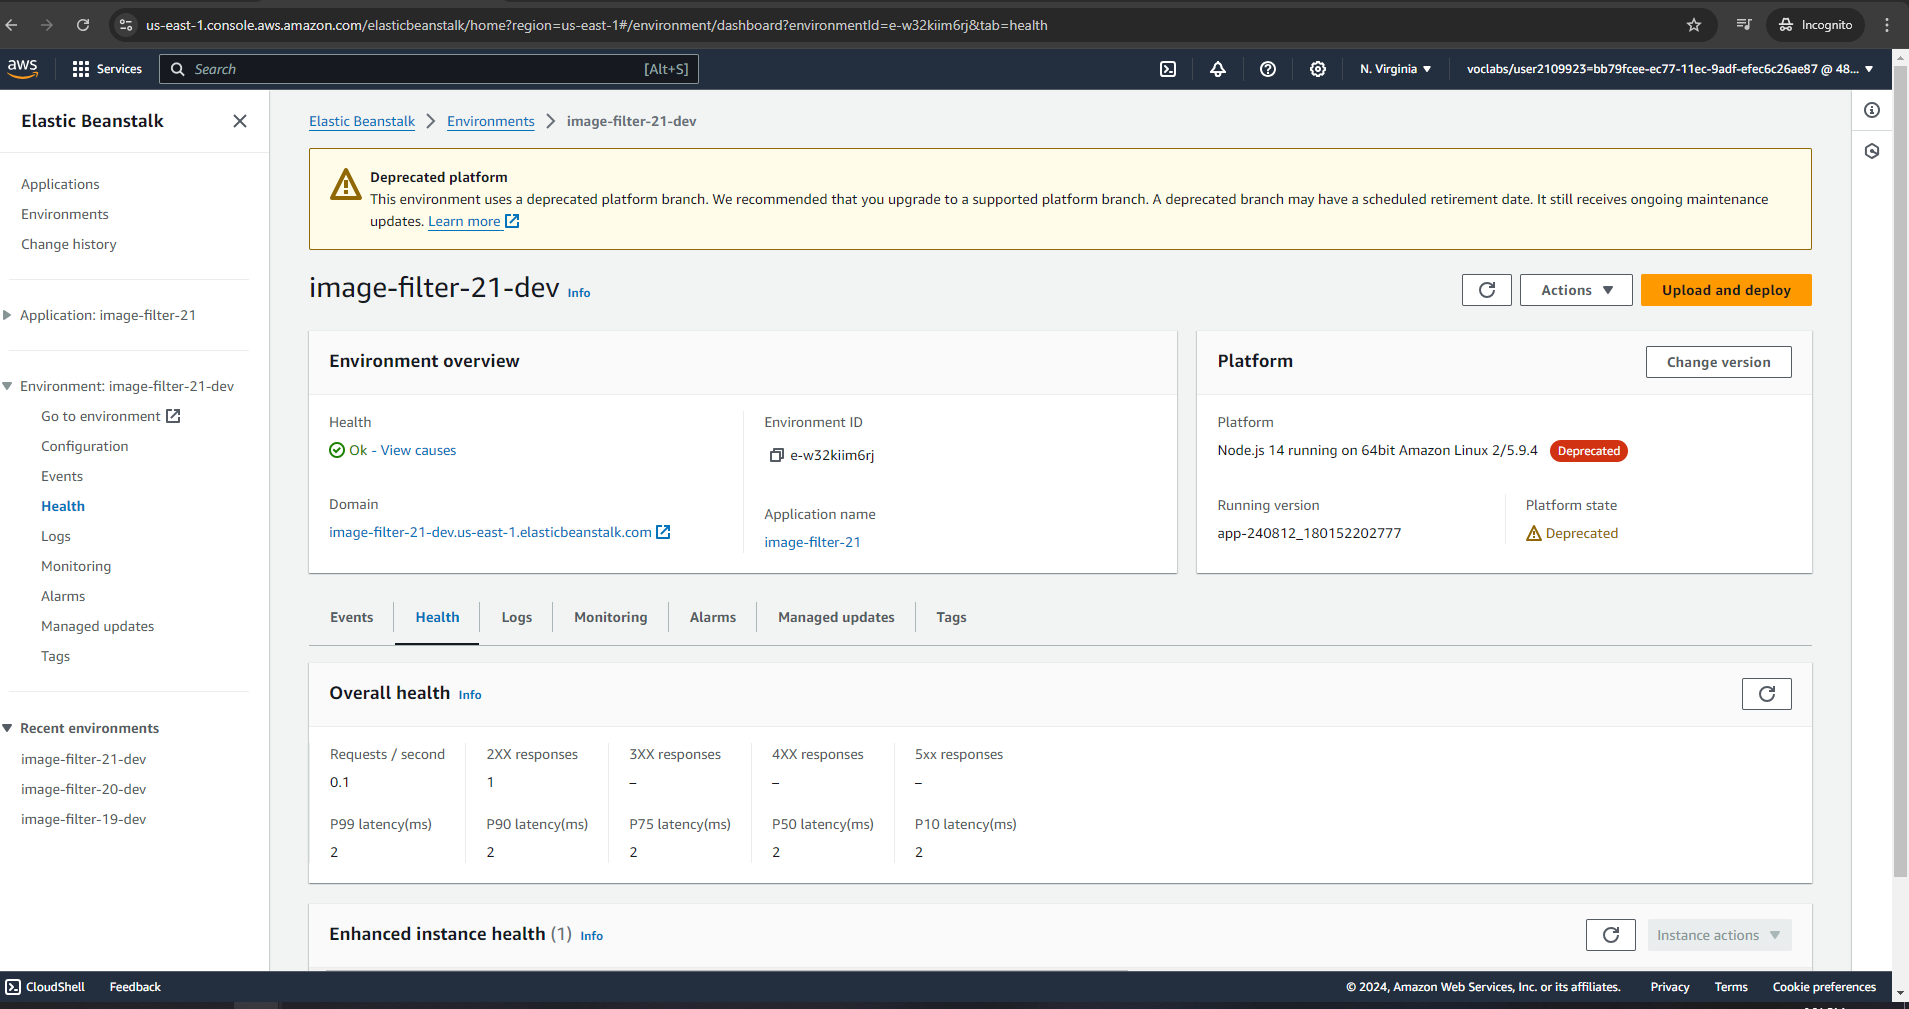 us-east-1.console.aws.amazon.com/elasticbeanstalk/home?region=us-east-1#/environment/dashboard?environmentId=e-w32kiim6rj&tab=health
Incognito
aws
Services
Search
[Alt+S]
N. Virginia
voclabs/user2109923=bb79fcee-ec77-11ec-9adf-efec6c26ae87 @ 48...
Elastic Beanstalk
Applications
Environments
Change history
Application: image-filter-21
Environment: image-filter-21-dev
Go to environment
Configuration
Events
Health
Logs
Monitoring
Alarms
Managed updates
Tags
Recent environments
image-filter-21-dev
image-filter-20-dev
image-filter-19-dev
Elastic Beanstalk > Environments > image-filter-21-dev
Deprecated platform
This environment uses a deprecated platform branch. We recommended that you upgrade to a supported platform branch. A deprecated branch may have a scheduled retirement date. It still receives ongoing maintenance
updates. Learn more
image-filter-21-dev Info
Actions
Upload and deploy
Environment overview
Health
Ok - View causes
Environment ID
e-w32kiim6rj
Domain
image-filter-21-dev.us-east-1.elasticbeanstalk.com
Application name
image-filter-21
Platform
Change version
Platform
Node.js 14 running on 64bit Amazon Linux 2/5.9.4 Deprecated
Running version
app-240812_180152202777
Platform state
Deprecated
Events
Health
Logs
Monitoring
Alarms
Managed updates
Tags
Overall health Info
Requests / second
0.1
2XX responses
1
3XX responses
–
4XX responses
–
5xx responses
–
P99 latency(ms)
2
P90 latency(ms)
2
P75 latency(ms)
2
P50 latency(ms)
2
P10 latency(ms)
2
Enhanced instance health (1) Info
Instance actions
CloudShell
Feedback
© 2024, Amazon Web Services, Inc. or its affiliates.
Privacy
Terms
Cookie preferences